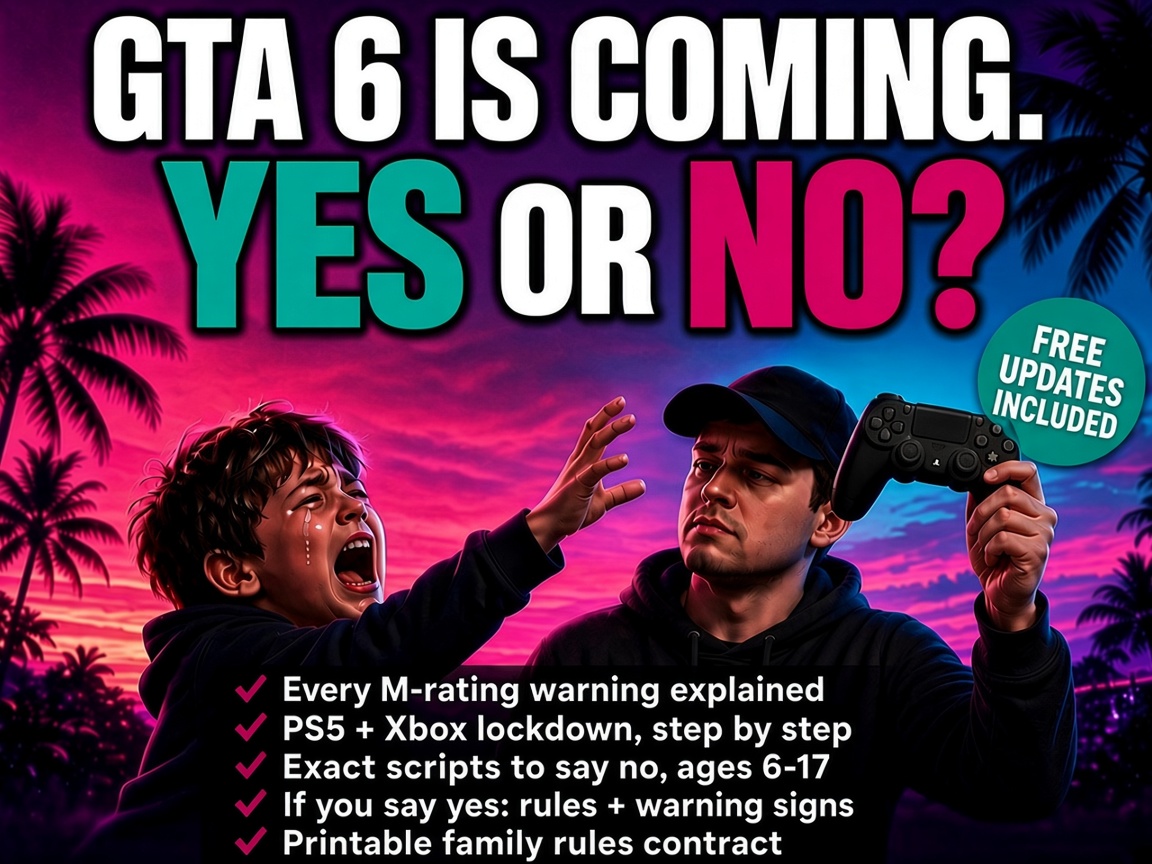 GTA 6 IS COMING.
YES OR NO?
FREE
UPDATES
INCLUDED
Every M-rating warning explained
PS5 + Xbox lockdown, step by step
Exact scripts to say no, ages 6-17
If you say yes: rules + warning signs
Printable family rules contract